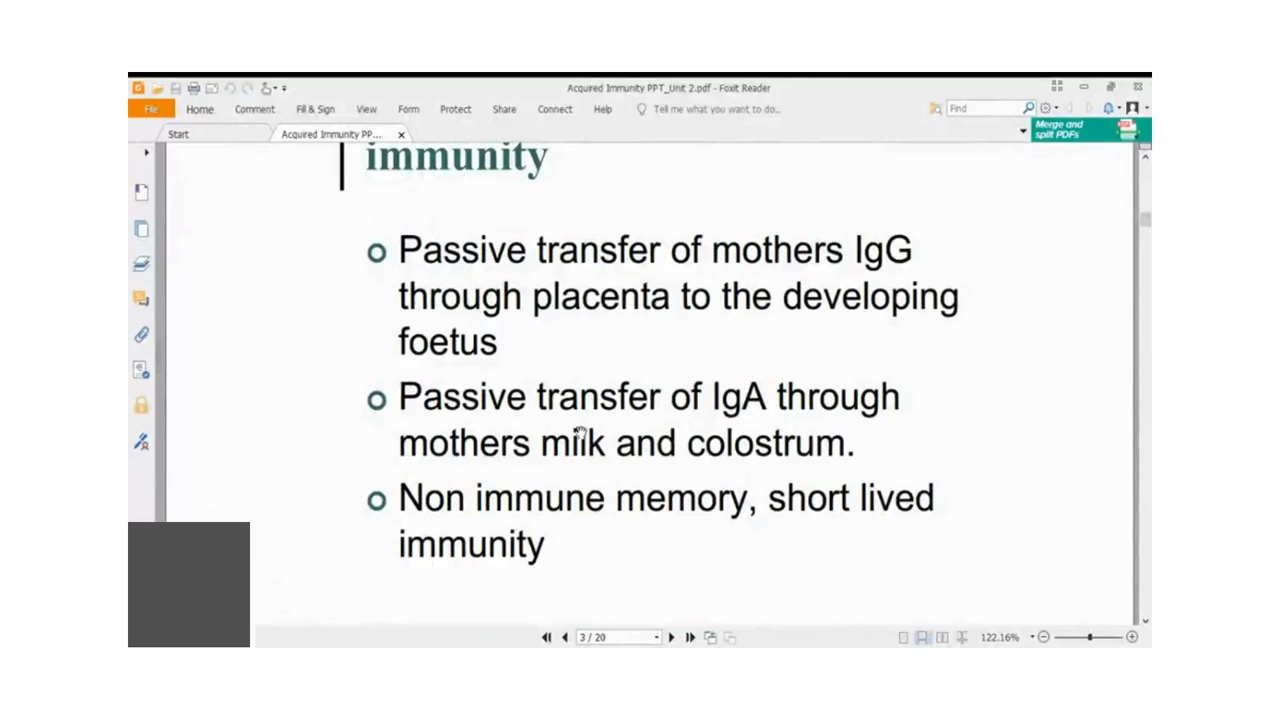 Acquired Immunity PPT_Unit 2.pdf - Foxit Reader
File Home Comment Fill & Sign View Form Protect Share Connect Help Tell me what you want to do.. Find
Start Acquired Immunity PP... Merge and
split PDFs
immunity
Passive transfer of mothers IgG
through placenta to the developing
foetus
Passive transfer of IgA through
mothers milk and colostrum.
Non immune memory, short lived
immunity
3 / 20 122.16%